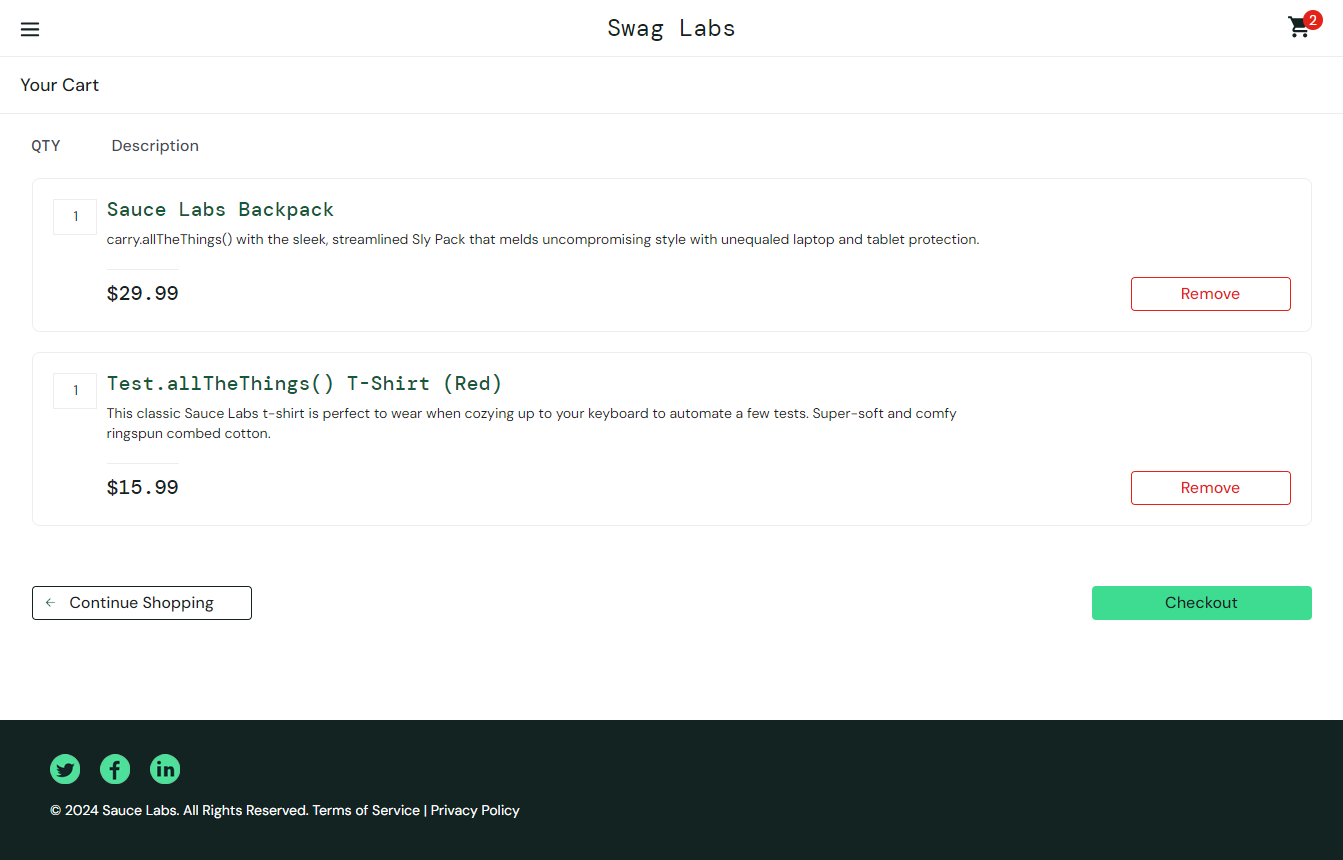 Swag Labs
2
Your Cart
QTY Description
1 Sauce Labs Backpack
carry.allTheThings() with the sleek, streamlined Sly Pack that melds uncompromising style with unequaled laptop and tablet protection.
$29.99 Remove
1 Test.allTheThings() T-Shirt (Red)
This classic Sauce Labs t-shirt is perfect to wear when cozying up to your keyboard to automate a few tests. Super-soft and comfy
ringspun combed cotton.
$15.99 Remove
← Continue Shopping Checkout
© 2024 Sauce Labs. All Rights Reserved. Terms of Service | Privacy Policy